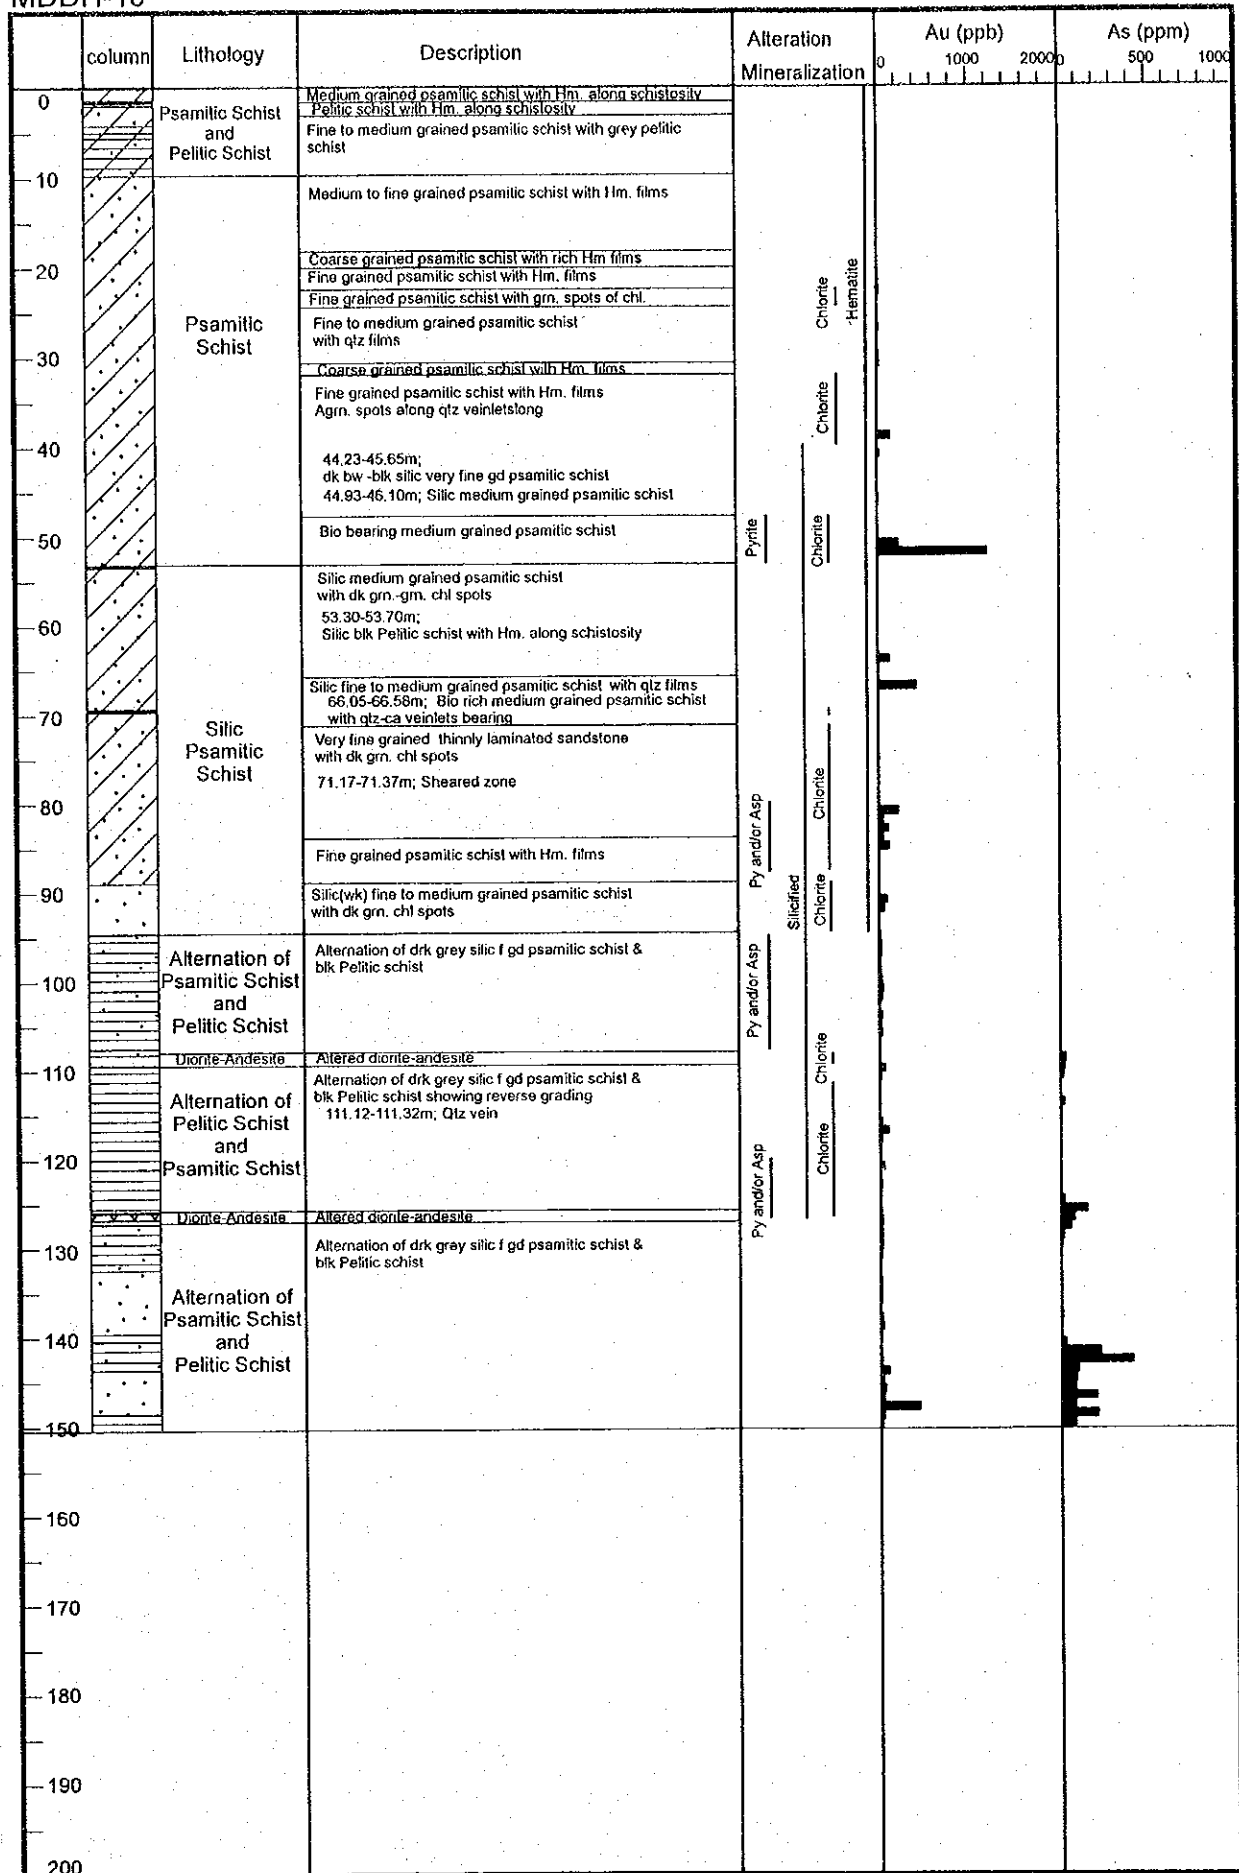 column
Lithology
Description
Alteration
Mineralization
Au (ppb)
0 1000 2000
As (ppm)
0 500 1000
0
10
20
30
40
50
60
70
80
90
100
110
120
130
140
150
160
170
180
190
200
Psamitic Schist
and
Pelitic Schist
Medium grained psamitic schist with Hm. along schistosity
Pelitic schist with Hm. along schistosity
Fine to medium grained psamitic schist with grey pelitic
schist
Psamitic
Schist
Medium to fine grained psamitic schist with Hm. films
Coarse grained psamitic schist with rich Hm films
Fine grained psamitic schist with Hm. films
Fine grained psamitic schist with grn. spots of chl.
Fine to medium grained psamitic schist
with qtz films
Coarse grained psamitic schist with Hm. films
Fine grained psamitic schist with Hm. films
Agrn. spots along qtz veinletslong
44.23-45.65m;
dk bw -blk silic very fine gd psamitic schist
44.93-46.10m; Silic medium grained psamitic schist
Bio bearing medium grained psamitic schist
Silic
Psamitic
Schist
Silic medium grained psamitic schist
with dk grn.-grn. chl spots
53.30-53.70m;
Silic blk Pelitic schist with Hm. along schistosity
Silic fine to medium grained psamitic schist with qtz films
66.05-66.58m; Bio rich medium grained psamitic schist
with qtz-ca veinlets bearing
Very fine grained thinnly laminated sandstone
with dk grn. chl spots
71.17-71.37m; Sheared zone
Fine grained psamitic schist with Hm. films
Silic(wk) fine to medium grained psamitic schist
with dk grn. chl spots
Alternation of
Psamitic Schist
and
Pelitic Schist
Alternation of drk grey silic f gd psamitic schist &
blk Pelitic schist
Diorite-Andesite
Altered diorite-andesite
Alternation of
Pelitic Schist
and
Psamitic Schist
Alternation of drk grey silic f gd psamitic schist &
blk Pelitic schist showing reverse grading
111.12-111.32m; Qtz vein
Diorite-Andesite
Altered diorite-andesite
Alternation of
Psamitic Schist
and
Pelitic Schist
Alternation of drk gray silic f gd psamitic schist &
blk Pelitic schist
Chlorite
Hematite
Chlorite
Pyrite
Chlorite
Chlorite
Py and/or Asp
Silicified
Chlorite
Py and/or Asp
Chlorite
Chlorite
Py and/or Asp